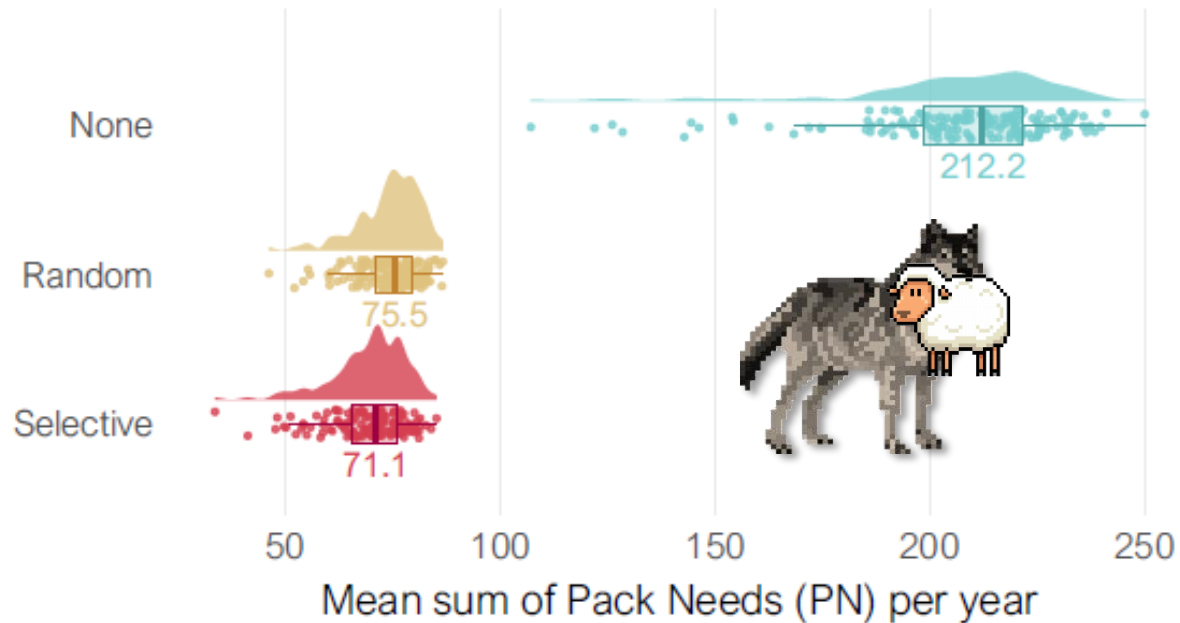 None
212.2
Random
75.5
Selective
71.1
50 100 150 200 250
Mean sum of Pack Needs (PN) per year